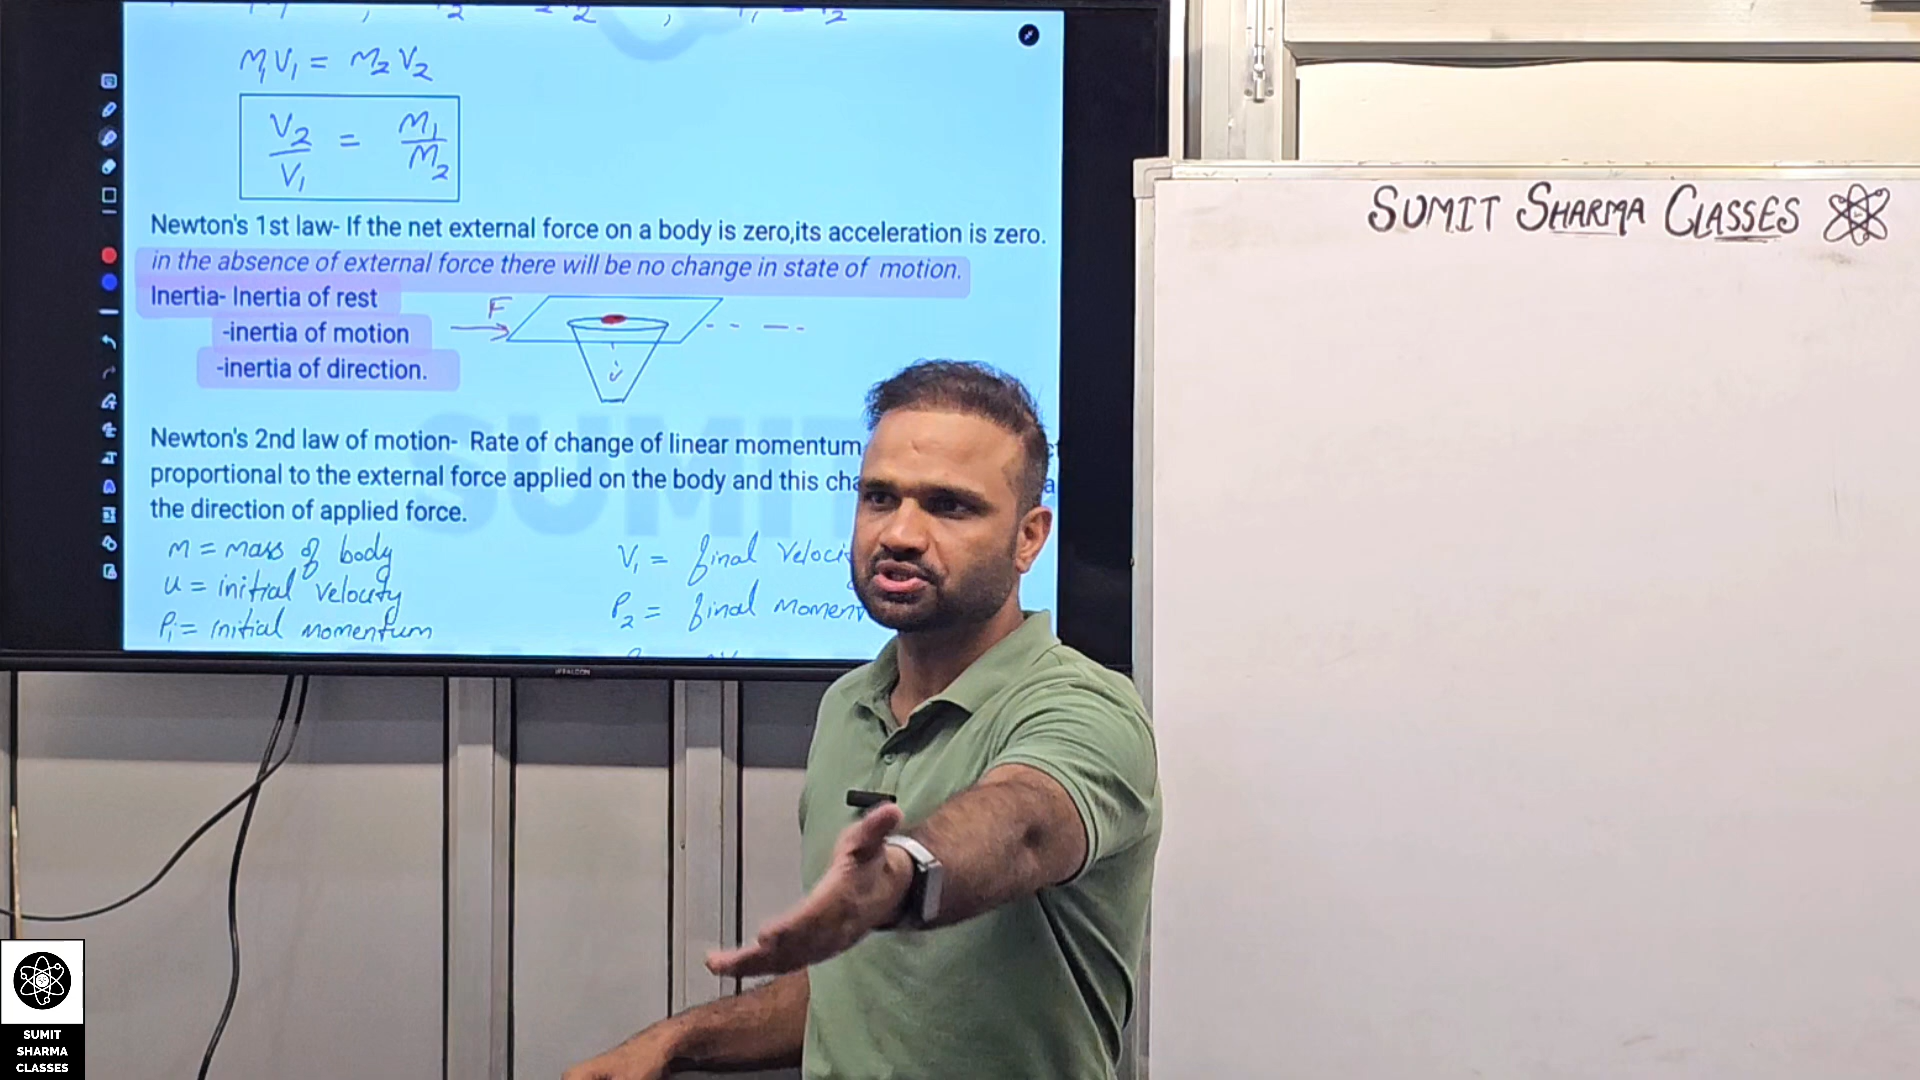 M₁V₁ = M₂V₂
V₂/V₁ = M₁/M₂
Newton's 1st law- If the net external force on a body is zero,its acceleration is zero.
in the absence of external force there will be no change in state of motion.
Inertia- Inertia of rest
-inertia of motion
-inertia of direction.
F
Newton's 2nd law of motion- Rate of change of linear momentum
proportional to the external force applied pn the body and this
the direction of applied force.
M = mass of body
u = initial velocity
P₁ = Initial momentum
V₁ = final
P₂ = final
SUMIT SHARMA CLASSES
IFFALCON
SUMIT
SHARMA
CLASSES